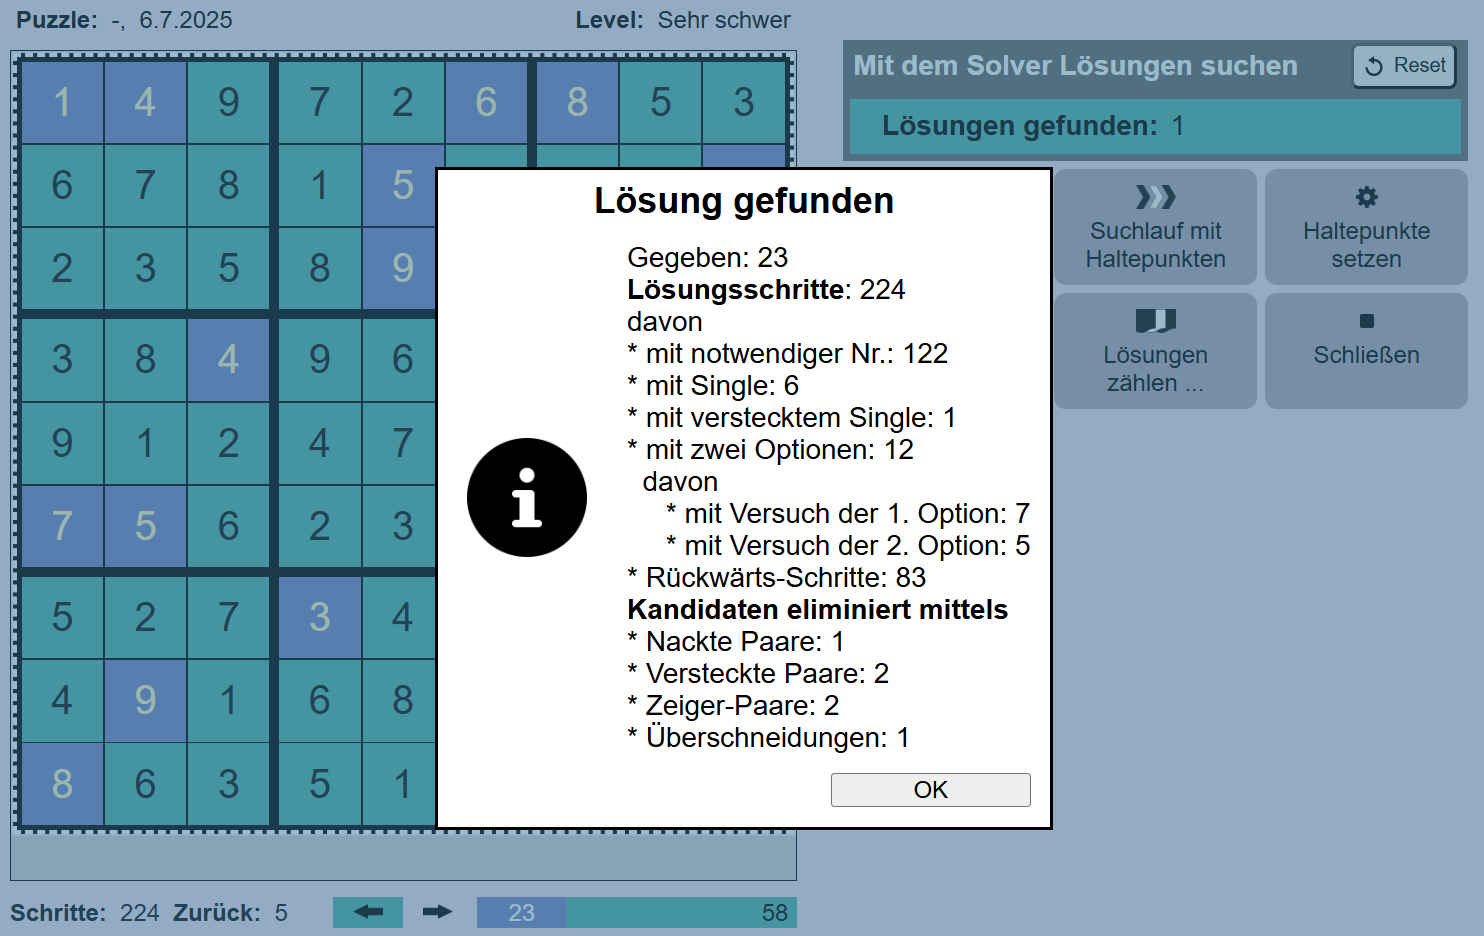 Puzzle: -, 6.7.2025 Level: Sehr schwer
Mit dem Solver Lösungen suchen
Reset
Lösungen gefunden: 1
1 4 9 7 2 6 8 5 3
6 7 8 1 5
2 3 5 8 9
3 8 4 9 6
9 1 2 4 7
7 5 6 2 3
5 2 7 3 4
4 9 1 6 8
8 6 3 5 1
Lösung gefunden
Gegeben: 23
Lösungsschritte: 224
davon
* mit notwendiger Nr.: 122
* mit Single: 6
* mit verstecktem Single: 1
* mit zwei Optionen: 12
davon
* mit Versuch der 1. Option: 7
* mit Versuch der 2. Option: 5
* Rückwärts-Schritte: 83
Kandidaten eliminiert mittels
* Nackte Paare: 1
* Versteckte Paare: 2
* Zeiger-Paare: 2
* Überschneidungen: 1
OK
Suchlauf mit
Haltepunkten
Haltepunkte
setzen
Lösungen
zählen ...
Schließen
Schritte: 224 Zurück: 5
23 58